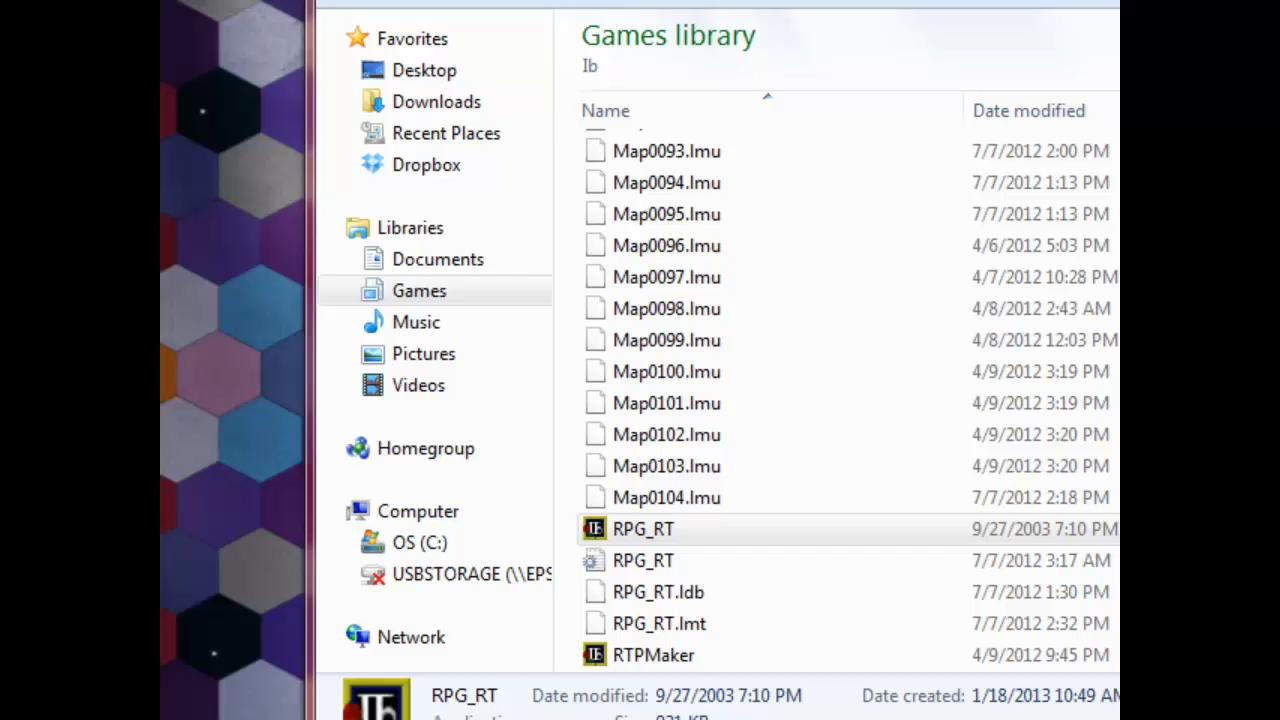 Favorites
Desktop
Downloads
Recent Places
Dropbox
Libraries
Documents
Games
Music
Pictures
Videos
Homegroup
Computer
OS (C:)
USBSTORAGE (\\EPS
Network
Games library
Ib
Name Date modified
Map0093.lmu 7/7/2012 2:00 PM
Map0094.lmu 7/7/2012 1:13 PM
Map0095.lmu 7/7/2012 1:13 PM
Map0096.lmu 4/6/2012 5:03 PM
Map0097.lmu 4/7/2012 10:28 PM
Map0098.lmu 4/8/2012 2:43 AM
Map0099.lmu 4/8/2012 12:03 PM
Map0100.lmu 4/9/2012 3:19 PM
Map0101.lmu 4/9/2012 3:19 PM
Map0102.lmu 4/9/2012 3:20 PM
Map0103.lmu 4/9/2012 3:20 PM
Map0104.lmu 7/7/2012 2:18 PM
RPG_RT 9/27/2003 7:10 PM
RPG_RT 7/7/2012 3:17 AM
RPG_RT.ldb 7/7/2012 1:30 PM
RPG_RT.lmt 7/7/2012 2:32 PM
RTPMaker 4/9/2012 9:45 PM
RPG_RT Date modified: 9/27/2003 7:10 PM Date created: 1/18/2013 10:49 AM